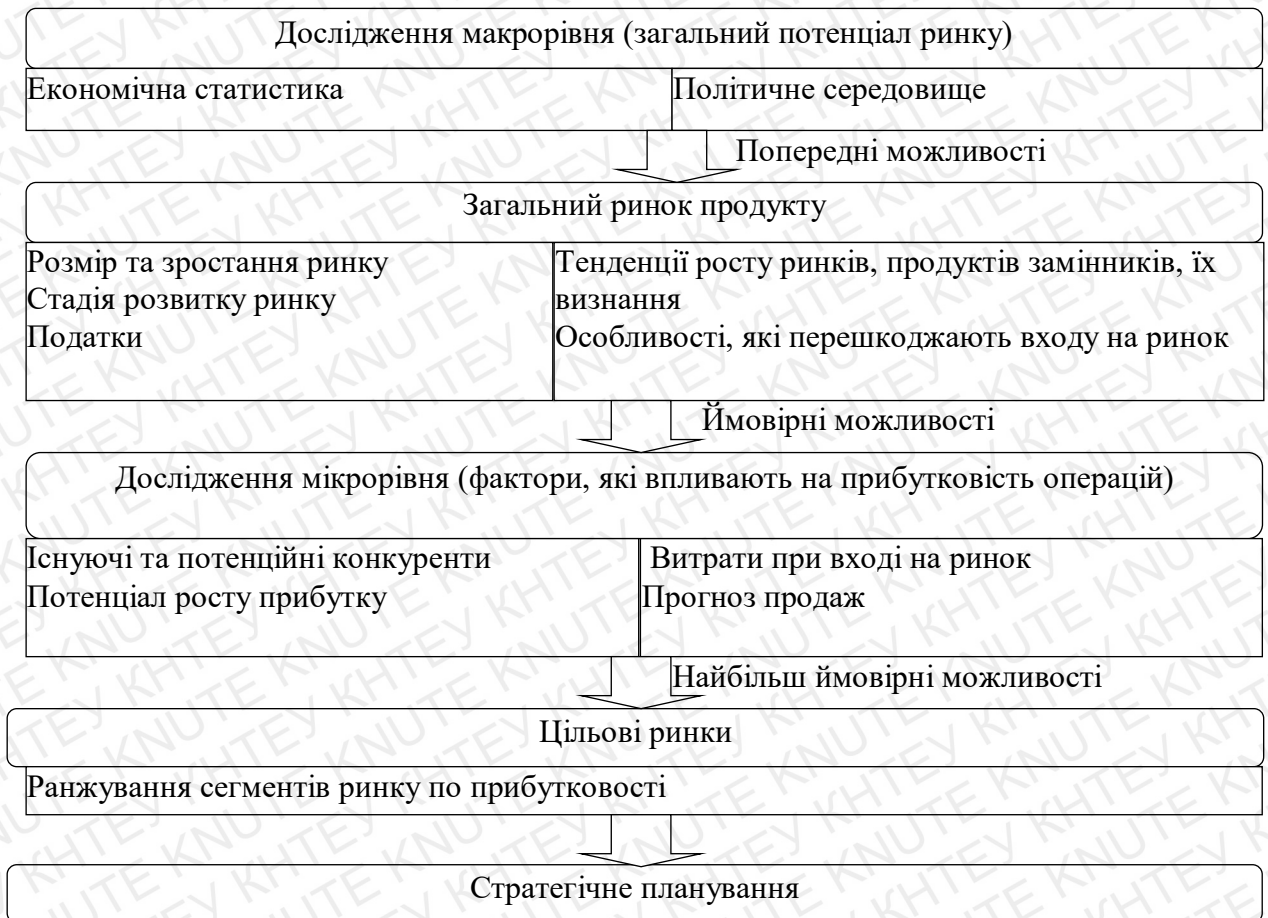 Дослідження макрорівня (загальний потенціал ринку)
Економічна статистика
Політичне середовище
Попередні можливості
Загальний ринок продукту
Розмір та зростання ринку
Стадія розвитку ринку
Податки
Тенденції росту ринків, продуктів замінників, їх
визнання
Особливості, які перешкоджають входу на ринок
Ймовірні можливості
Дослідження мікрорівня (фактори, які впливають на прибутковість операцій)
Існуючі та потенційні конкуренти
Потенціал росту прибутку
Витрати при вході на ринок
Прогноз продаж
Найбільш ймовірні можливості
Цільові ринки
Ранжування сегментів ринку по прибутковості
Стратегічне планування